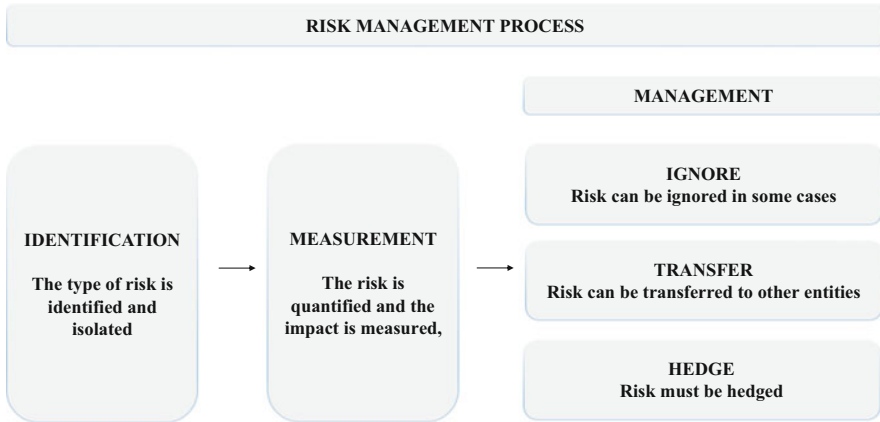 RISK MANAGEMENT PROCESS
IDENTIFICATION
The type of risk is
identified and
isolated
MEASUREMENT
The risk is
quantified and the
impact is measured,
MANAGEMENT
IGNORE
Risk can be ignored in some cases
TRANSFER
Risk can be transferred to other entities
HEDGE
Risk must be hedged